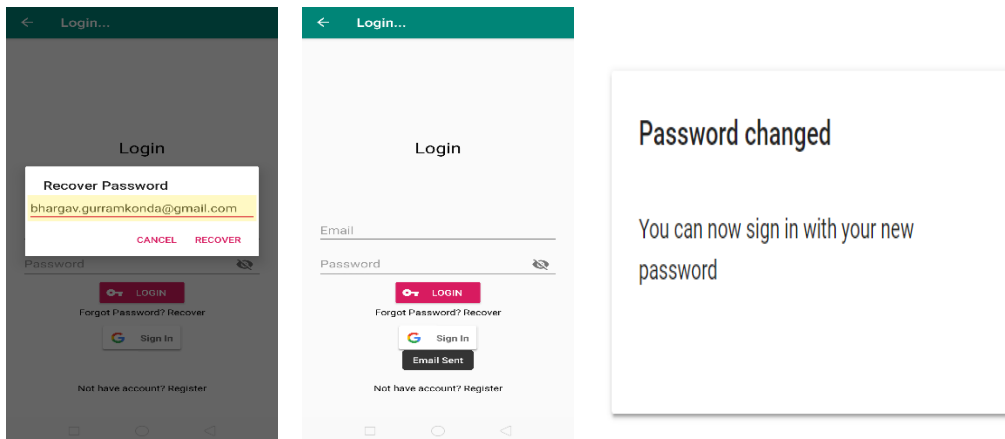 Login...
Login
Recover Password
bhargav.gurramkonda@gmail.com
CANCEL RECOVER
Password
LOGIN
Forgot Password? Recover
G Sign In
Not have account? Register
Login...
Login
Email
Password
LOGIN
Forgot Password? Recover
G Sign In
Email Sent
Not have account? Register
Password changed
You can now sign in with your new
password